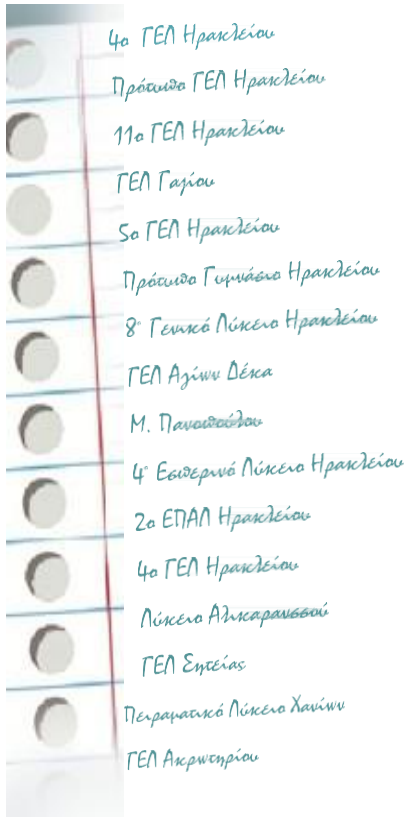 4ο ΓΕΛ Ηρακλείου
Πρότυπο ΓΕΛ Ηρακλείου
11ο ΓΕΛ Ηρακλείου
ΓΕΛ Γαζίου
5ο ΓΕΛ Ηρακλείου
Πρότυπο Γυμνάσιο Ηρακλείου
8ο Γενικό Λύκειο Ηρακλείου
ΓΕΛ Αγίων Δέκα
Μ. Πανοπούλου
4ο Εσπερινό Λύκειο Ηρακλείου
2ο ΕΠΑΛ Ηρακλείου
4ο ΓΕΛ Ηρακλείου
Λύκειο Αλικαρνασσού
ΓΕΛ Σητείας
Πειραματικό Λύκειο Χανίων
ΓΕΛ Ακρωτηρίου